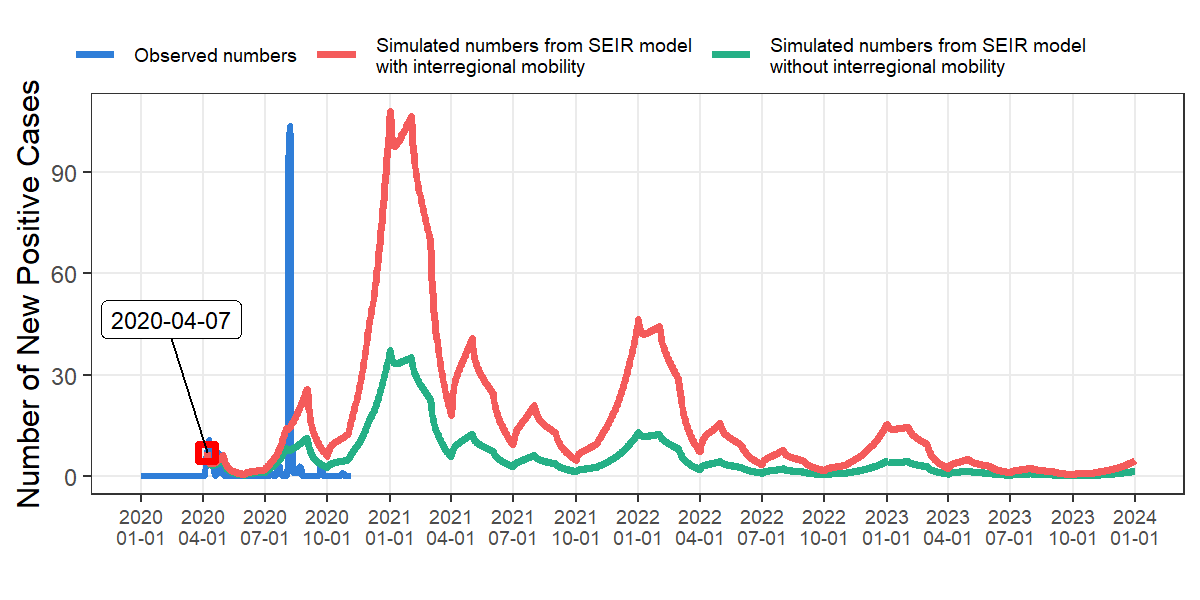 Observed numbers
Simulated numbers from SEIR model
with interregional mobility
Simulated numbers from SEIR model
without interregional mobility
Number of New Positive Cases
90
60
30
0
2020-04-07
2020 2020 2020 2020 2021 2021 2021 2021 2022 2022 2022 2022 2023 2023 2023 2023 2024
01-01 04-01 07-01 10-01 01-01 04-01 07-01 10-01 01-01 04-01 07-01 10-01 01-01 04-01 07-01 10-01 01-01